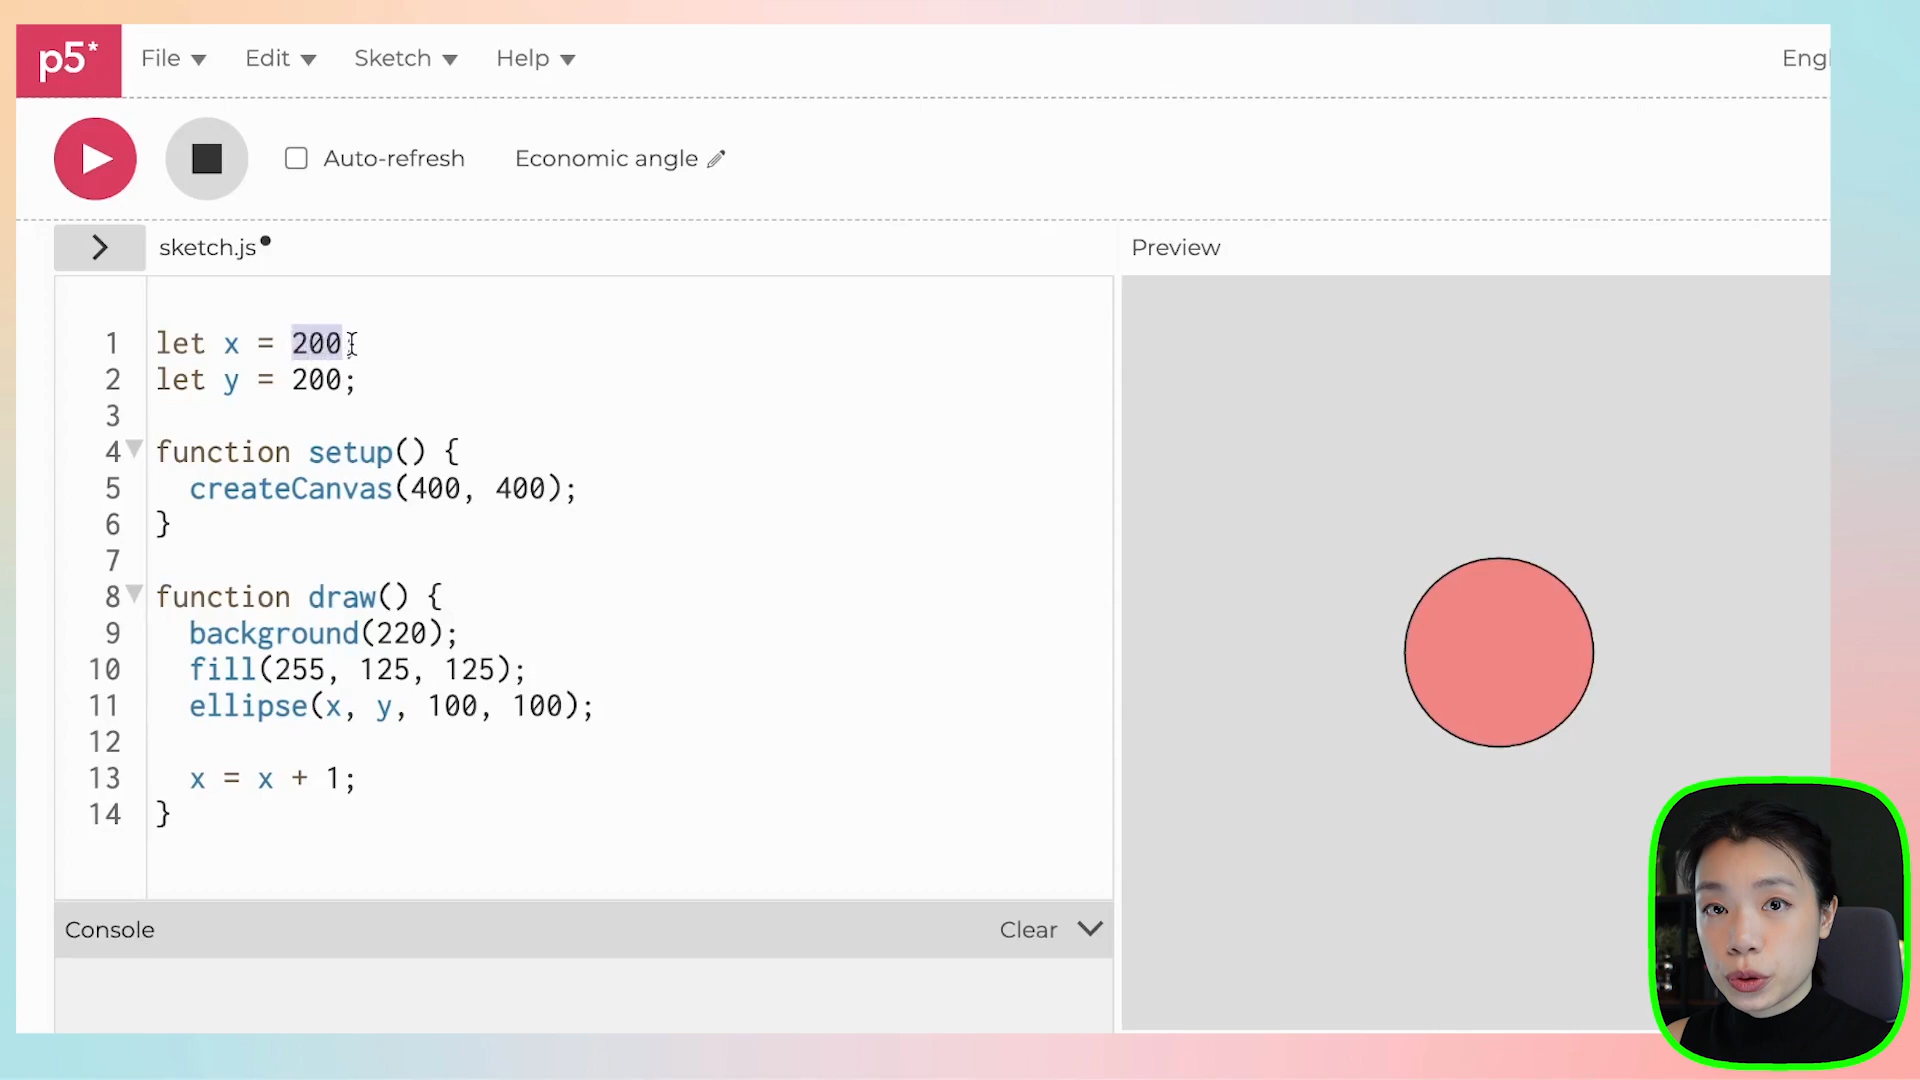 p5* File Edit Sketch Help Engl
Auto-refresh Economic angle
sketch.js Preview
1 let x = 200
2 let y = 200;
3
4 function setup() {
5 createCanvas(400, 400);
6 }
7
8 function draw() {
9 background(220);
10 fill(255, 125, 125);
11 ellipse(x, y, 100, 100);
12
13 x = x + 1;
14 }
Console Clear